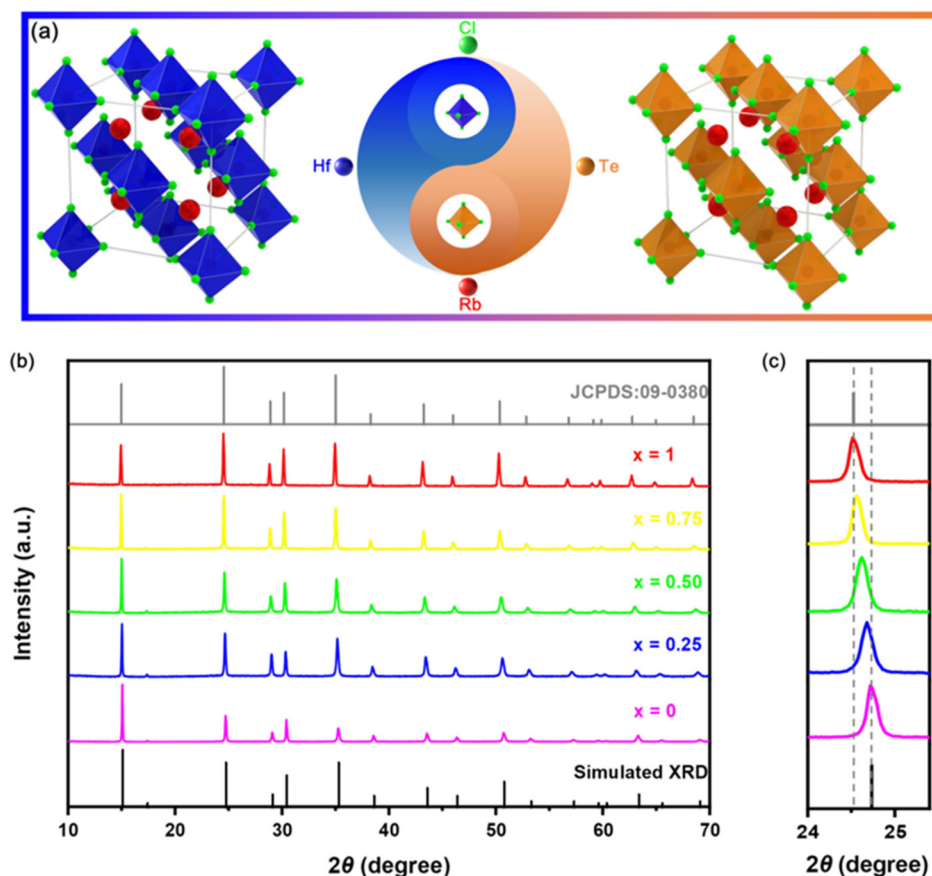 (a)
Cl
Hf
Te
Rb
(b)
(c)
JCPDS:09-0380
x = 1
x = 0.75
x = 0.50
x = 0.25
x = 0
Simulated XRD
Intensity (a.u.)
10 20 30 40 50 60 70
24 25
2θ (degree)
2θ (degree)